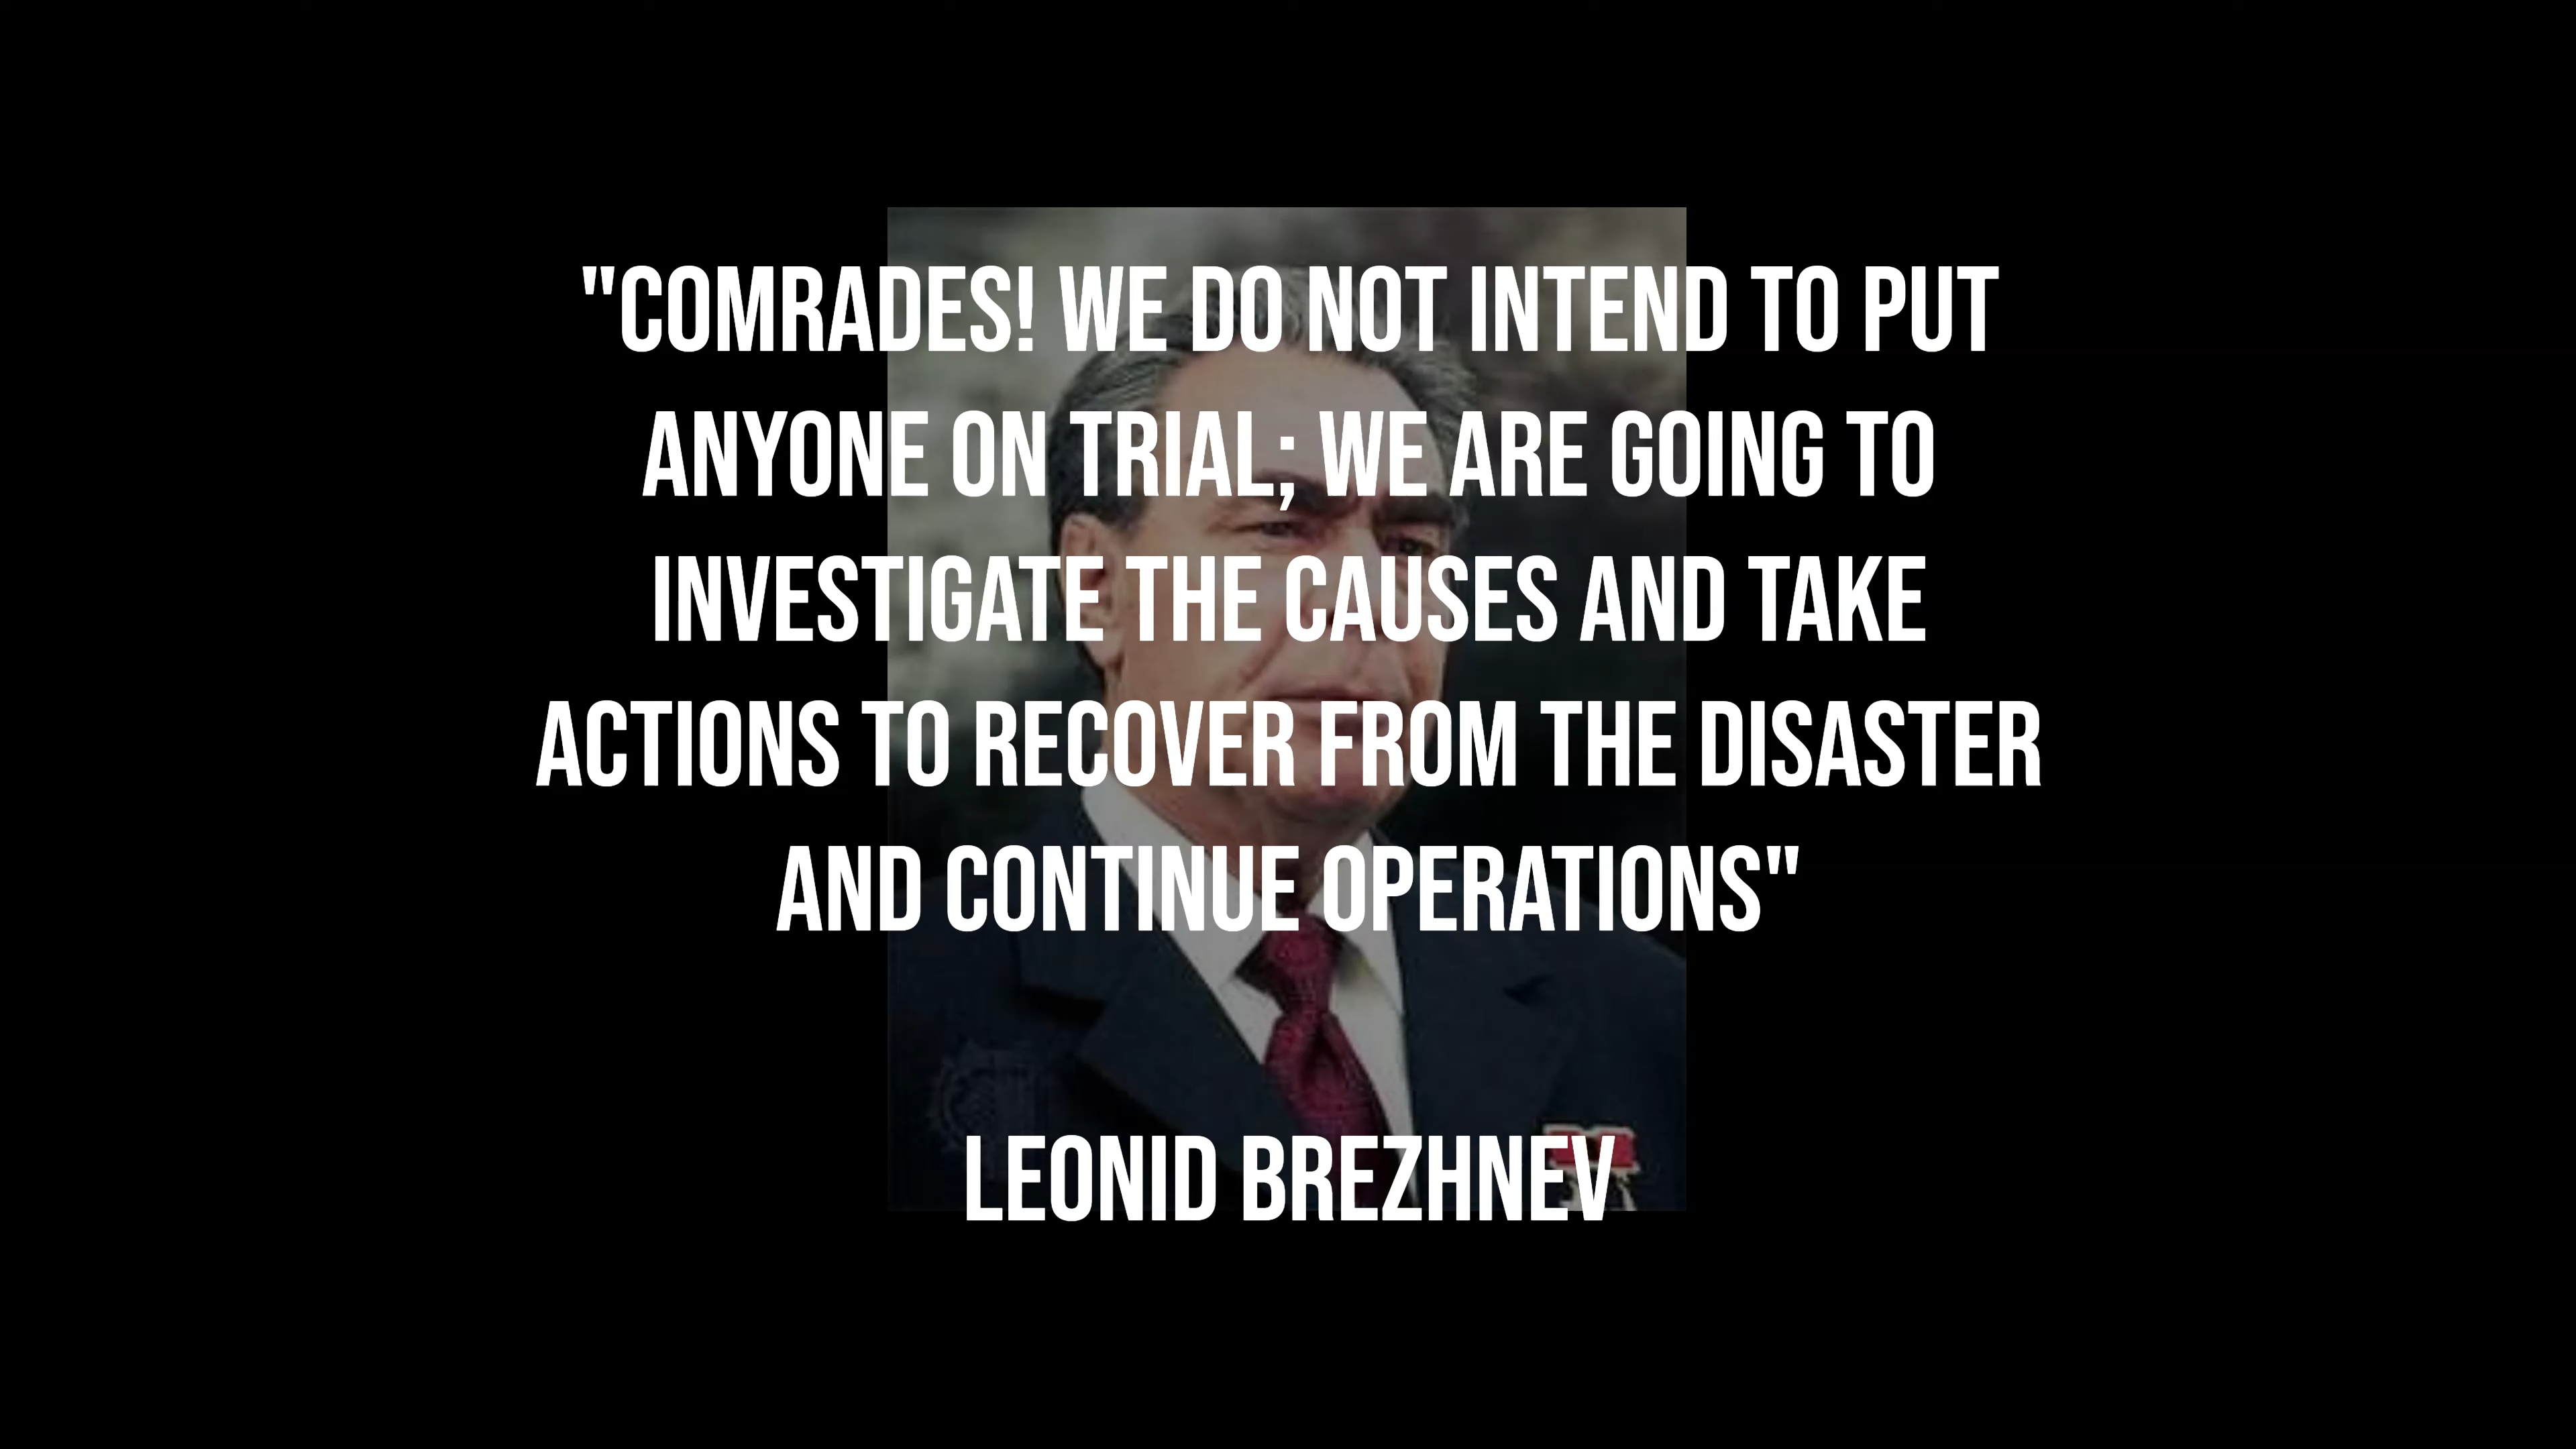 "COMRADES! WE DO NOT INTEND TO PUT
ANYONE ON TRIAL; WE ARE GOING TO
INVESTIGATE THE CAUSES AND TAKE
ACTIONS TO RECOVER FROM THE DISASTER
AND CONTINUE OPERATIONS"
LEONID BREZHNEV